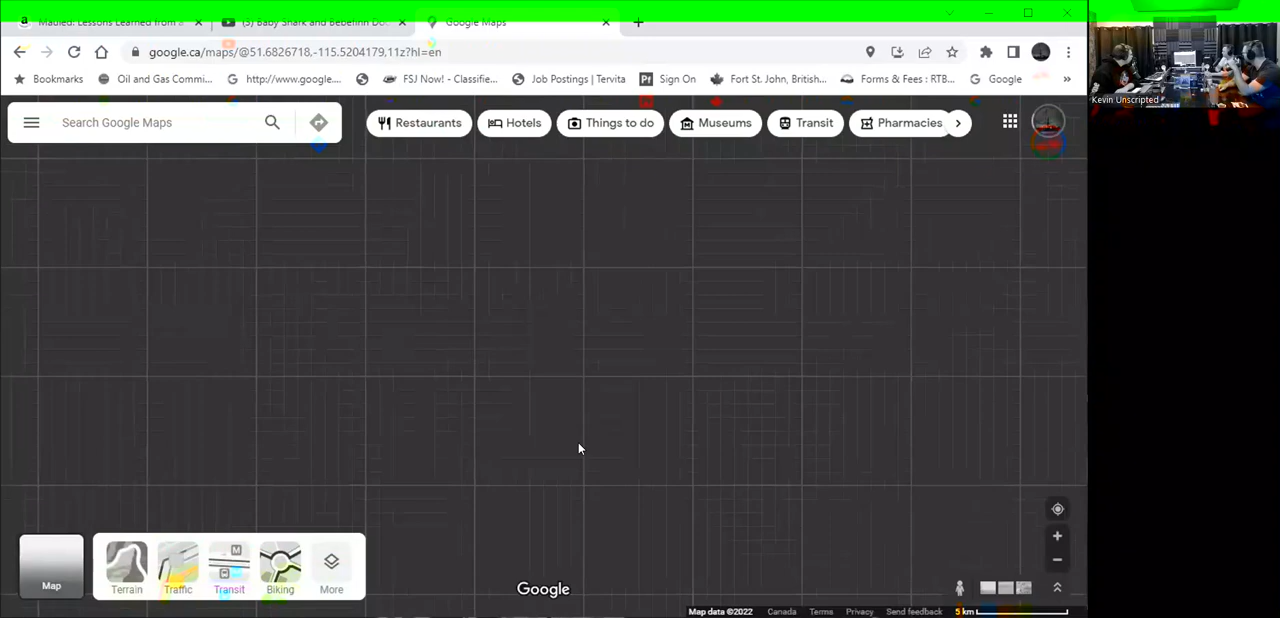 Mauled: Lessons Learned from a
(5) Baby Shark and Bebefinn Do
Google Maps
google.ca/maps/@51.6826718,-115.5204179,11z?hl=en
Bookmarks
Oil and Gas Commi...
http://www.google....
FSJ Now! - Classifie...
Job Postings | Tervita
Sign On
Fort St. John, British...
Forms & Fees : RTB...
Google
Search Google Maps
Restaurants
Hotels
Things to do
Museums
Transit
Pharmacies
Kevin Unscripted
Map
Terrain
Traffic
Transit
Biking
More
Google
Map data ©2022
Canada
Terms
Privacy
Send feedback
5 km